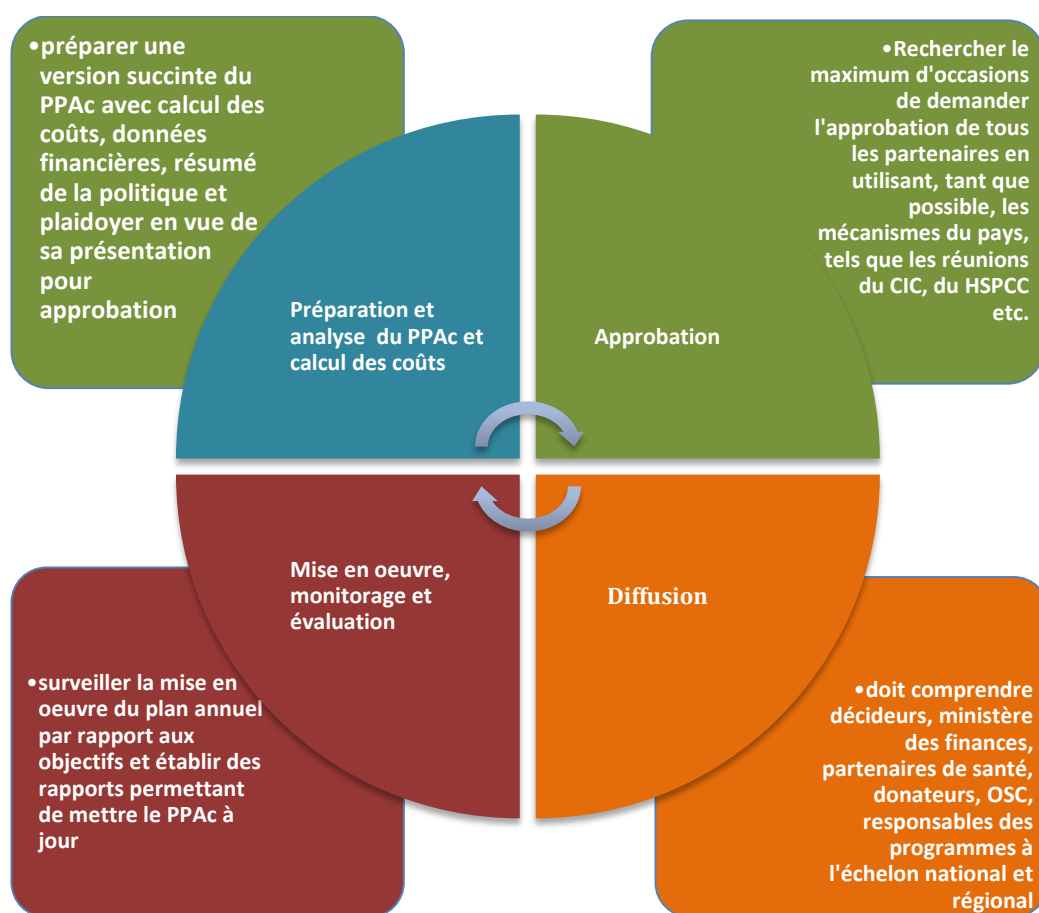 •préparer une
version succinte du
PPAc avec calcul des
coûts, données
financières, résumé
de la politique et
plaidoyer en vue de
sa présentation
pour
approbation
•Rechercher le
maximum d'occasions
de demander
l'approbation de tous
les partenaires en
utilisant, tant que
possible, les
mécanismes du pays,
tels que les réunions
du CIC, du HSPCC
etc.
Préparation et
analyse du PPAc et
calcul des coûts
Approbation
Mise en oeuvre,
monitorage et
évaluation
Diffusion
•surveiller la mise en
oeuvre du plan annuel
par rapport aux
objectifs et établir des
rapports permettant
de mettre le PPAc à
jour
•doit comprendre
décideurs, ministère
des finances,
partenaires de santé,
donateurs, OSC,
responsables des
programmes à
l'échelon national et
régional